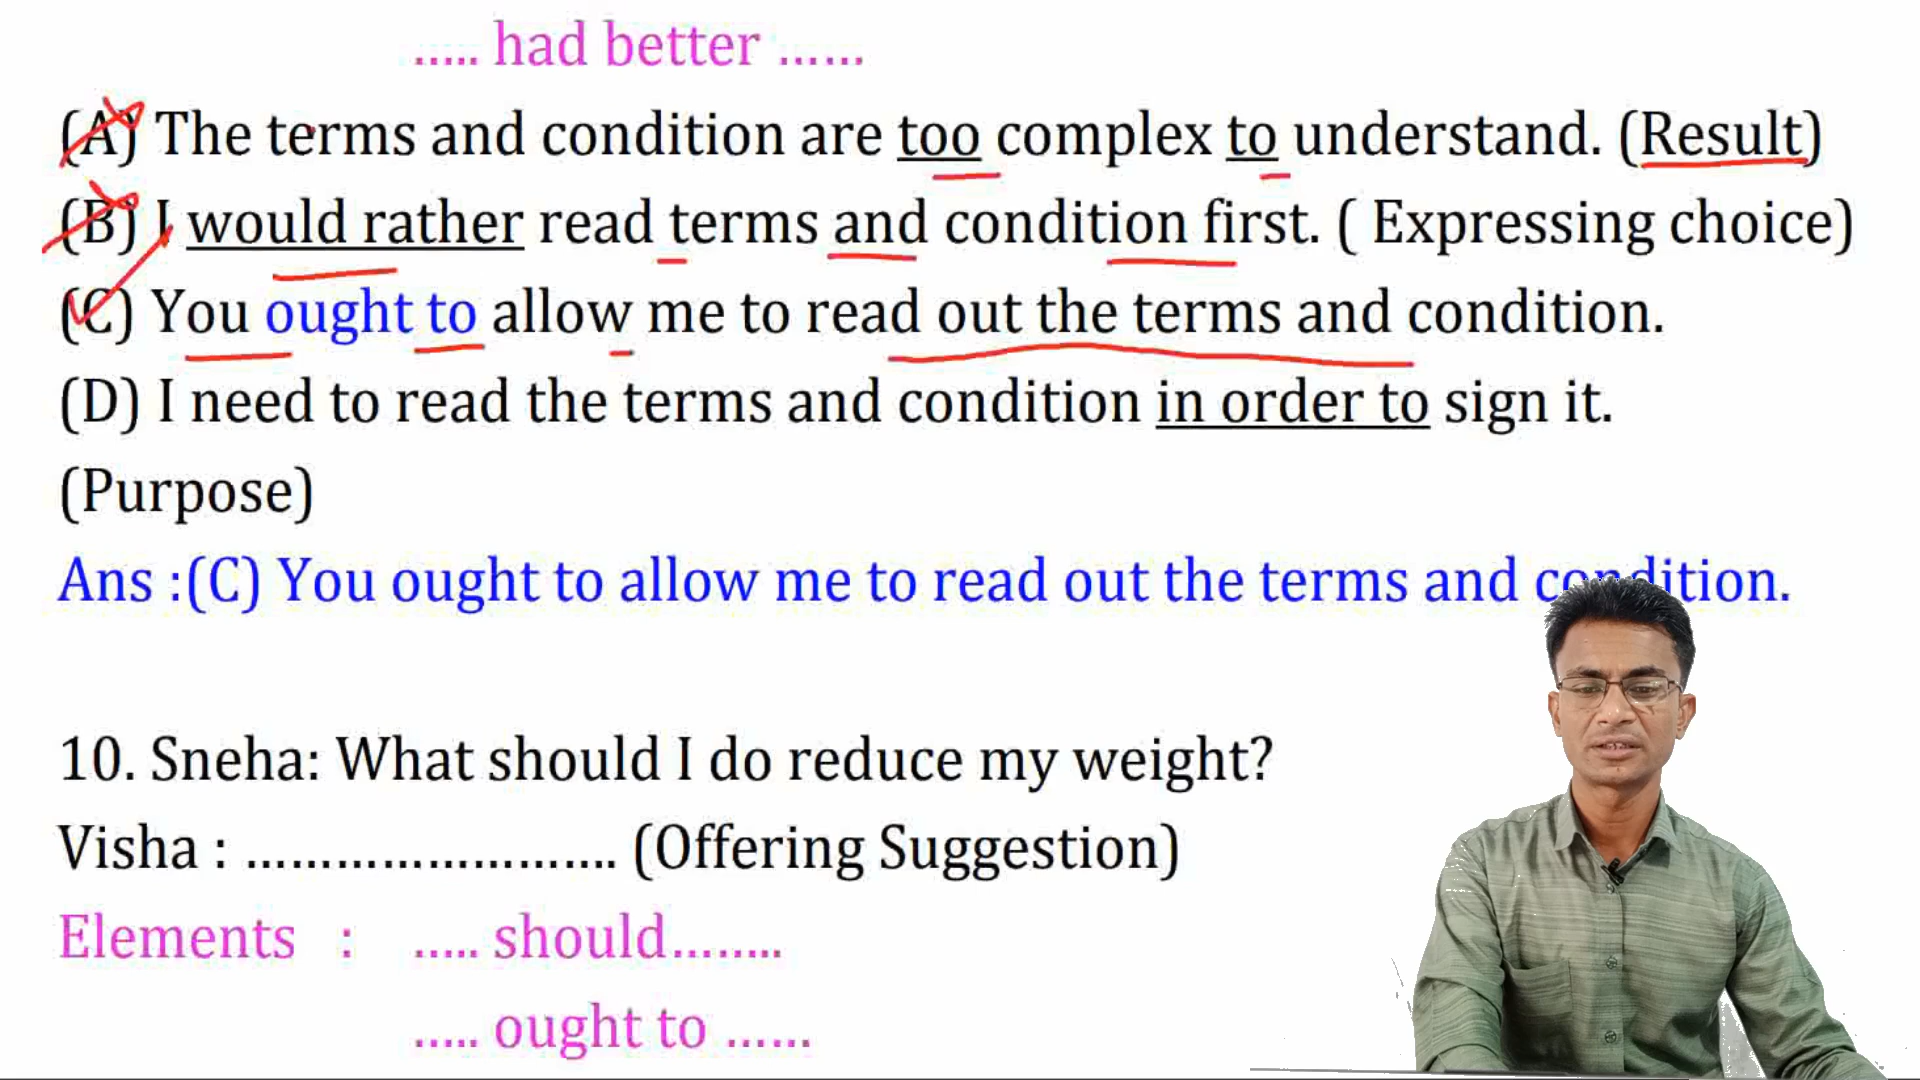 ..... had better ......
(A) The terms and condition are too complex to understand. (Result)
(B) I would rather read terms and condition first. ( Expressing choice)
(C) You ought to allow me to read out the terms and condition.
(D) I need to read the terms and condition in order to sign it.
(Purpose)
Ans :(C) You ought to allow me to read out the terms and condition.
10. Sneha: What should I do reduce my weight?
Visha : ........................ (Offering Suggestion)
Elements : ..... should........
..... ought to ......